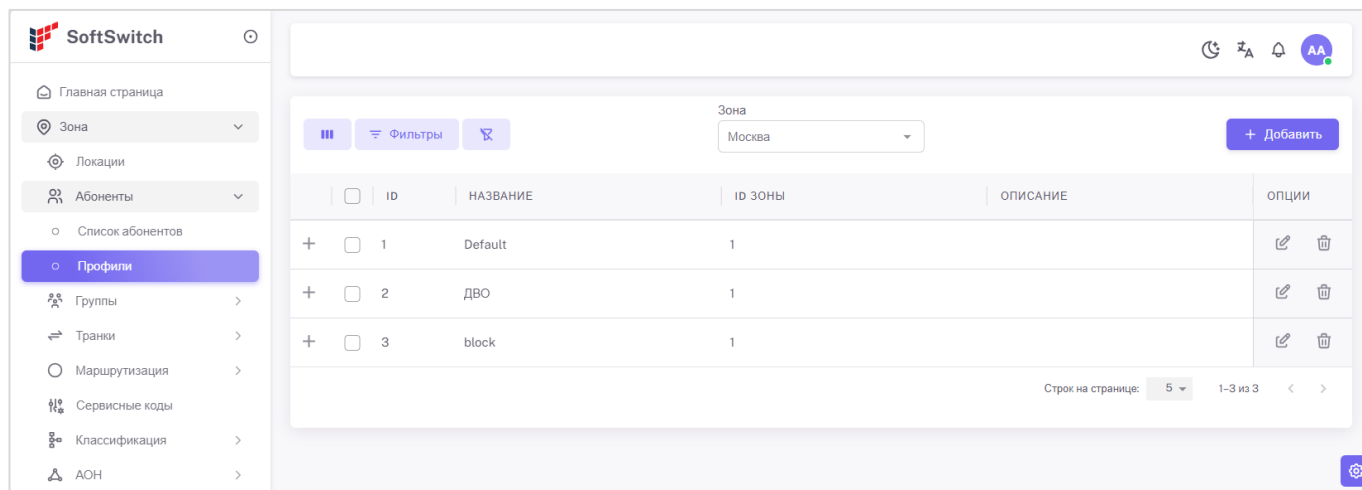 SoftSwitch
Главная страница
Зона
Локации
Абоненты
Список абонентов
Профили
Группы
Транки
Маршрутизация
Сервисные коды
Классификация
АОН
AA
Фильтры
Зона
Москва
+ Добавить
ID НАЗВАНИЕ ID ЗОНЫ ОПИСАНИЕ ОПЦИИ
1 Default 1
2 ДВО 1
3 block 1
Строк на странице: 5 1–3 из 3